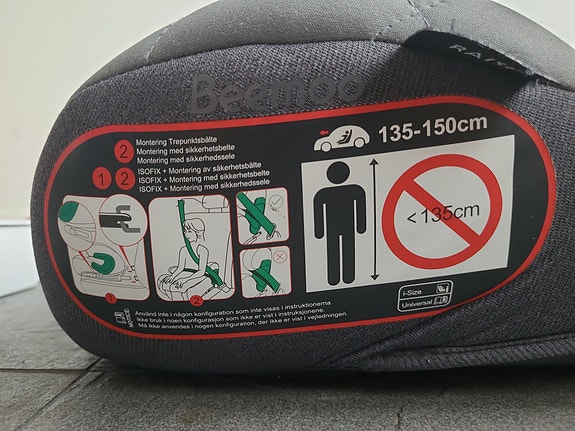 Beemoo
RAI
2
Montering Trepunktsbälte
Montering med sikkerhetsbelte
Montering med sikkerhedssele
1 2
ISOFIX + Montering av säkerhetsbälte
ISOFIX + Montering med sikkerhetsbelte
ISOFIX + Montering med sikkerhedssele
1
2
NOTICE
Använd inte i någon konfiguration som inte visas i instruktionerna.
Ikke bruk i noen konfigurasjon som ikke er vist i instruksjonene.
Må ikke anvendes i nogen konfiguration, der ikke er vist i vejledningen.
135-150cm
<135cm
i-Size
Universal